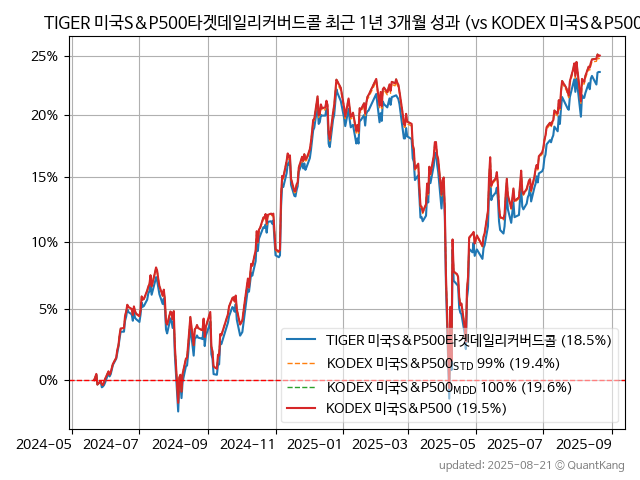 TIGER 미국S&P500타겟데일리커버드콜 최근 1년 3개월 성과 (vs KODEX 미국S&P500
25%
20%
15%
10%
5%
0%
TIGER 미국S&P500타겟데일리커버드콜 (18.5%)
KODEX 미국S&P500STD 99% (19.4%)
KODEX 미국S&P500MDD 100% (19.6%)
KODEX 미국S&P500 (19.5%)
2024-05 2024-07 2024-09 2024-11 2025-01 2025-03 2025-05 2025-07 2025-09
updated: 2025-08-21 © QuantKang